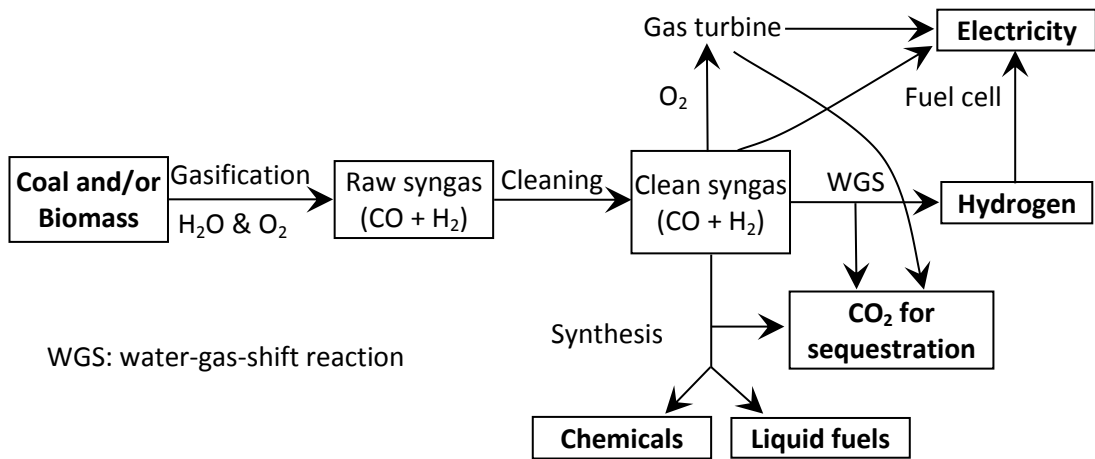 Gas turbine
Electricity
O₂
Fuel cell
Coal and/or
Biomass
Gasification
H₂O & O₂
Raw syngas
(CO + H₂)
Cleaning
Clean syngas
(CO + H₂)
WGS
Hydrogen
Synthesis
CO₂ for
sequestration
WGS: water-gas-shift reaction
Chemicals
Liquid fuels